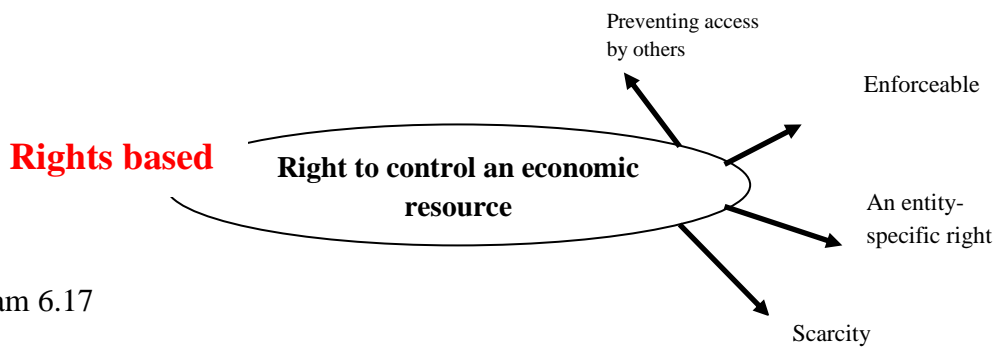 Preventing access
by others
Enforceable
Rights based
Right to control an economic
resource
An entity-
specific right
am 6.17
Scarcity